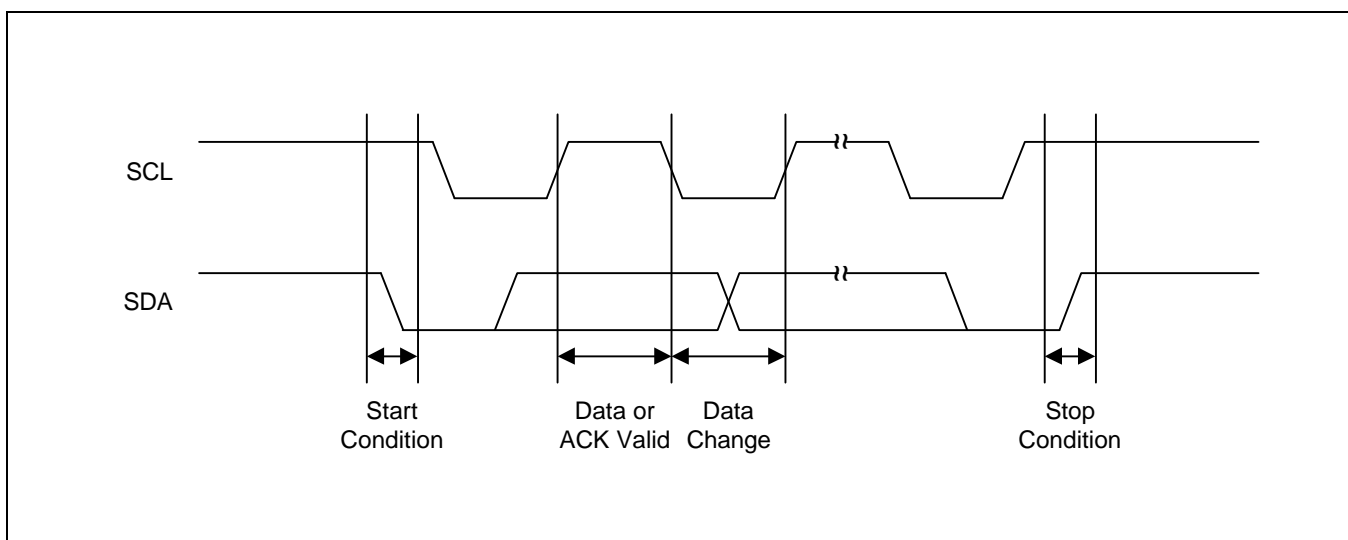 SCL
SDA
Start
Condition
Data or
ACK Valid
Data
Change
Stop
Condition